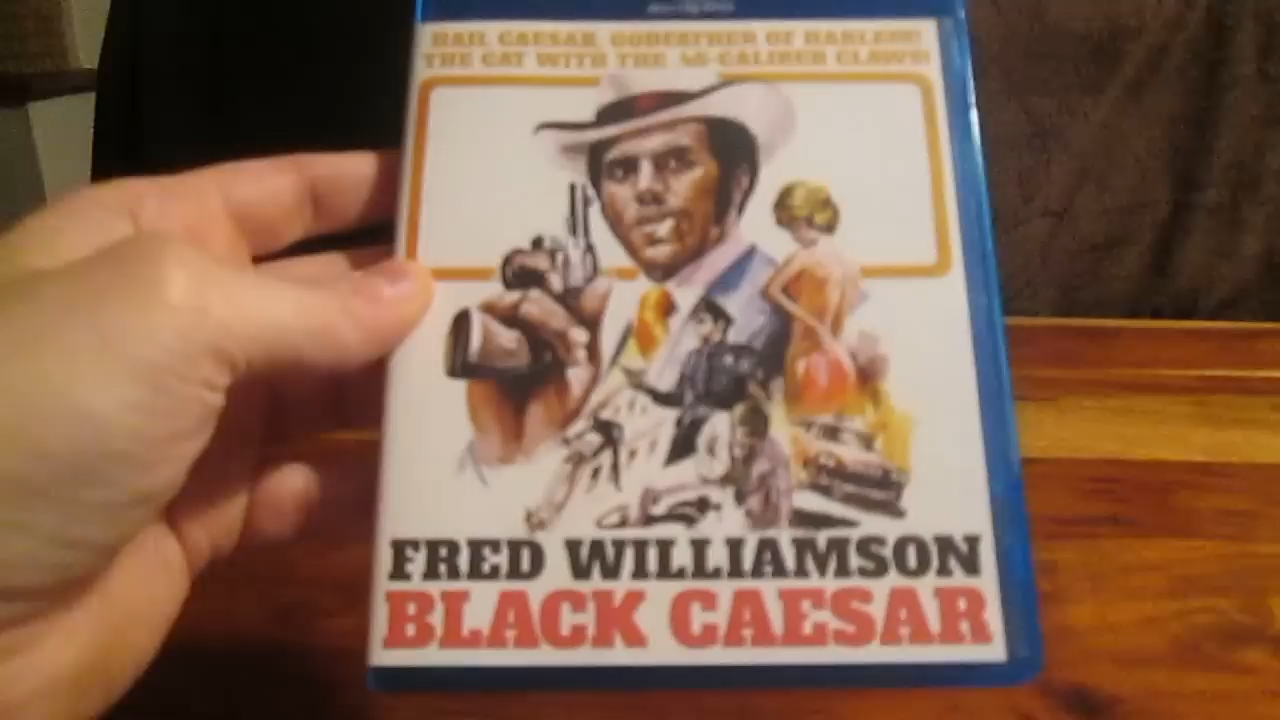 HAIL CAESAR, GODFATHER OF HARLEM!
THE CAT WITH THE .45-CALIBER CLAWS!
FRED WILLIAMSON
BLACK CAESAR